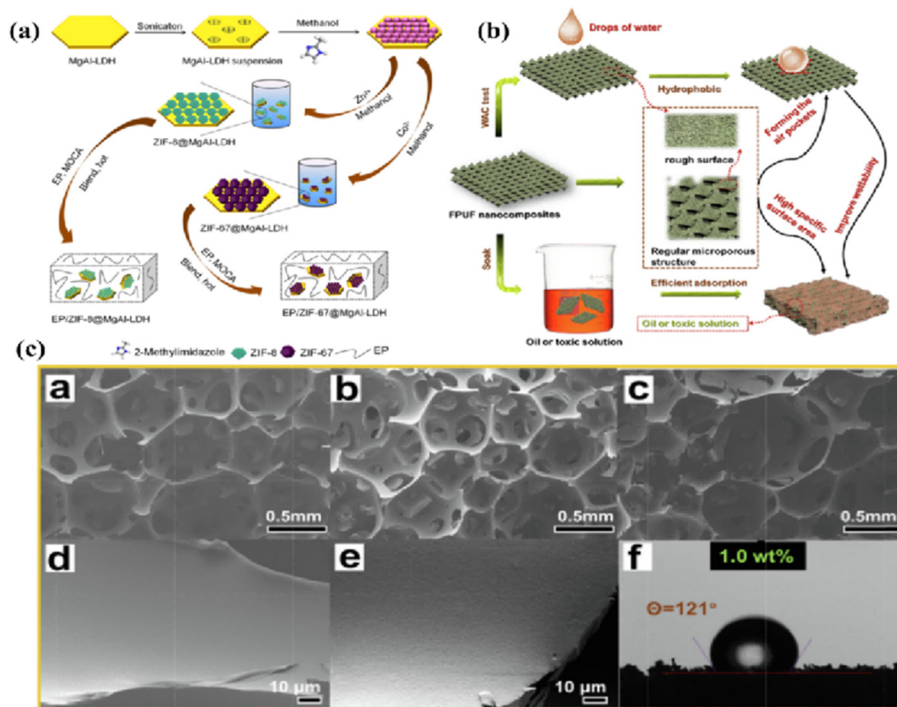 (a)
Sonicaton
Methanol
MgAl-LDH
MgAl-LDH suspension
Zn²⁺
Methanol
Co²⁺
Methanol
ZIF-8@MgAl-LDH
EP, MOCA
Blend, hot
ZIF-67@MgAl-LDH
EP, MOCA
Blend, hot
EP/ZIF-8@MgAl-LDH
EP/ZIF-67@MgAl-LDH
2-Methylimidazole
ZIF-8
ZIF-67
EP
(b)
Drops of water
WAC test
Hydrophobic
Forming the
air pockets
rough surface
FPUF nanocomposites
Regular microporous
structure
High specific
surface area
Improve wettability
Soak
Efficient adsorption
Oil or toxic solution
Oil or toxic solution
(c)
a
0.5mm
b
0.5mm
c
0.5mm
d
10 µm
e
10 µm
1.0 wt%
f
Θ=121°